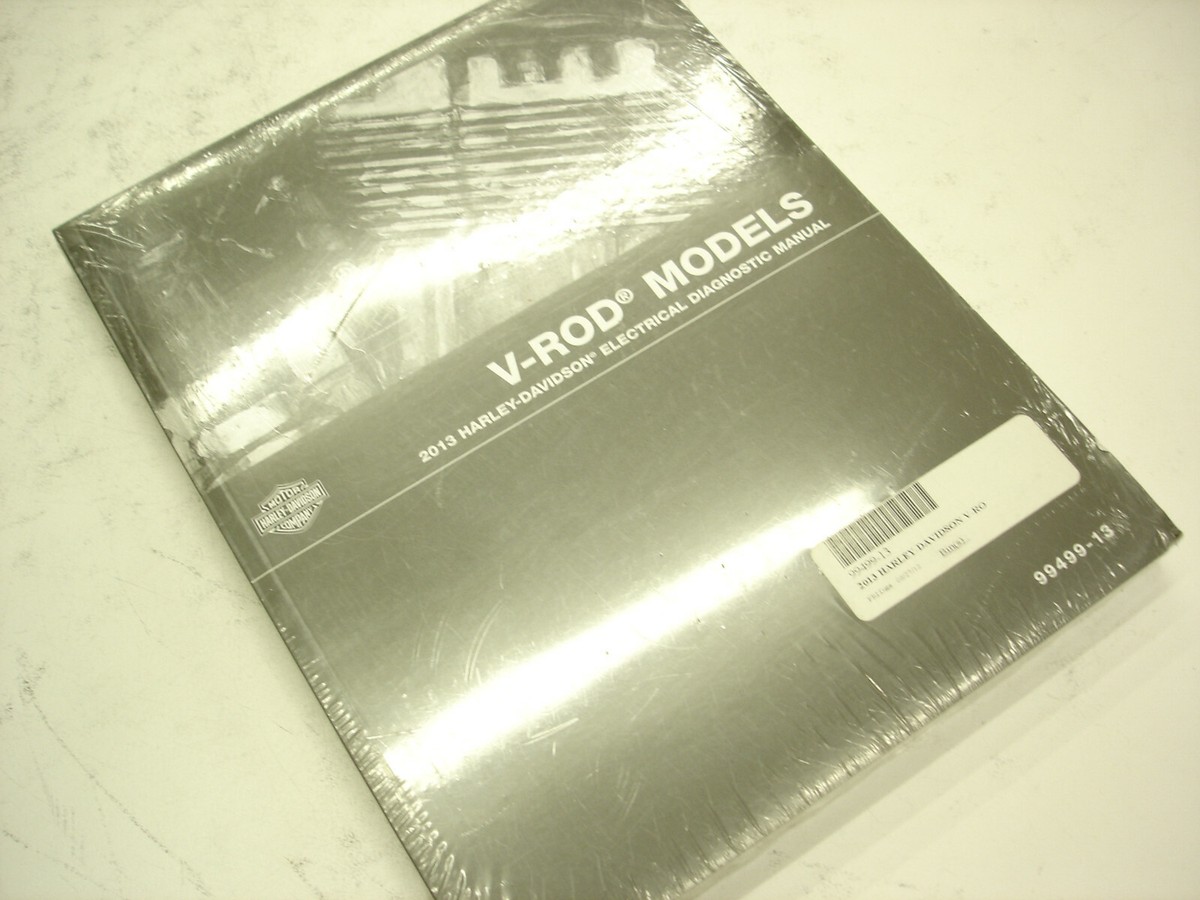 V-ROD® MODELS
2013 HARLEY-DAVIDSON® ELECTRICAL DIAGNOSTIC MANUAL
MOTOR
HARLEY-DAVIDSON
COMPANY
99499-13
2013 HARLEY DAVIDSON V-RO
99499-13